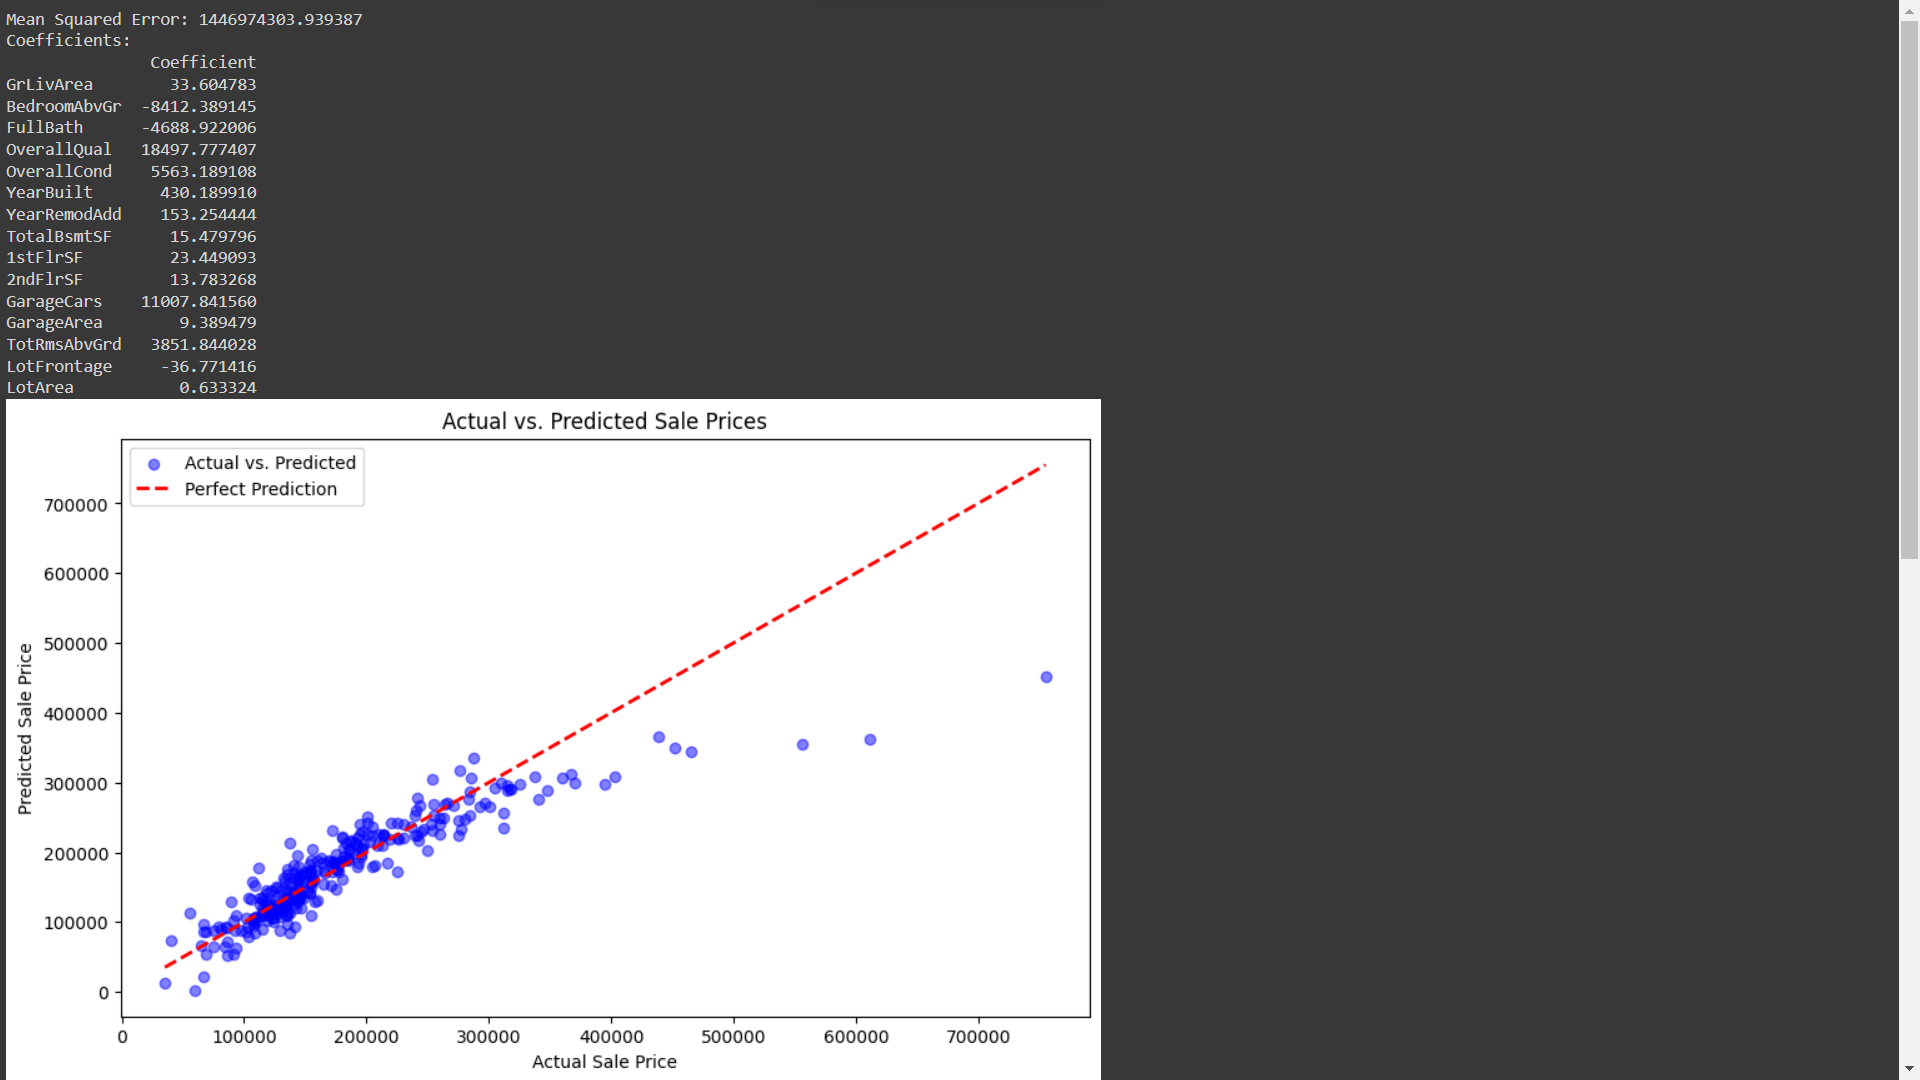 Mean Squared Error: 1446974303.939387
Coefficients:
Coefficient
GrLivArea 33.604783
BedroomAbvGr -8412.389145
FullBath -4688.922006
OverallQual 18497.777407
OverallCond 5563.189108
YearBuilt 430.189910
YearRemodAdd 153.254444
TotalBsmtSF 15.479796
1stFlrSF 23.449093
2ndFlrSF 13.783268
GarageCars 11007.841560
GarageArea 9.389479
TotRmsAbvGrd 3851.844028
LotFrontage -36.771416
LotArea 0.633324
Actual vs. Predicted Sale Prices
Actual vs. Predicted
Perfect Prediction
700000
600000
500000
400000
300000
200000
100000
0
Predicted Sale Price
0 100000 200000 300000 400000 500000 600000 700000
Actual Sale Price